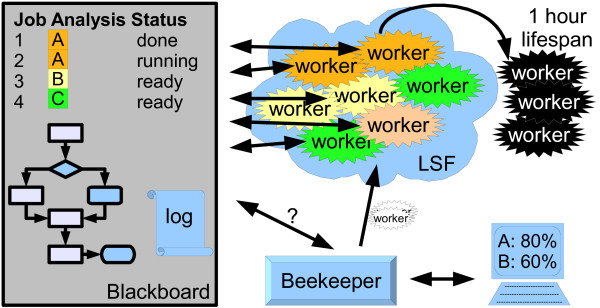 Job Analysis Status
1 A done
2 A running
3 B ready
4 C ready
log
Blackboard
worker
worker
worker
worker
worker
worker
worker
LSF
1 hour
lifespan
worker
worker
worker
?
worker
Beekeeper
A: 80%
B: 60%